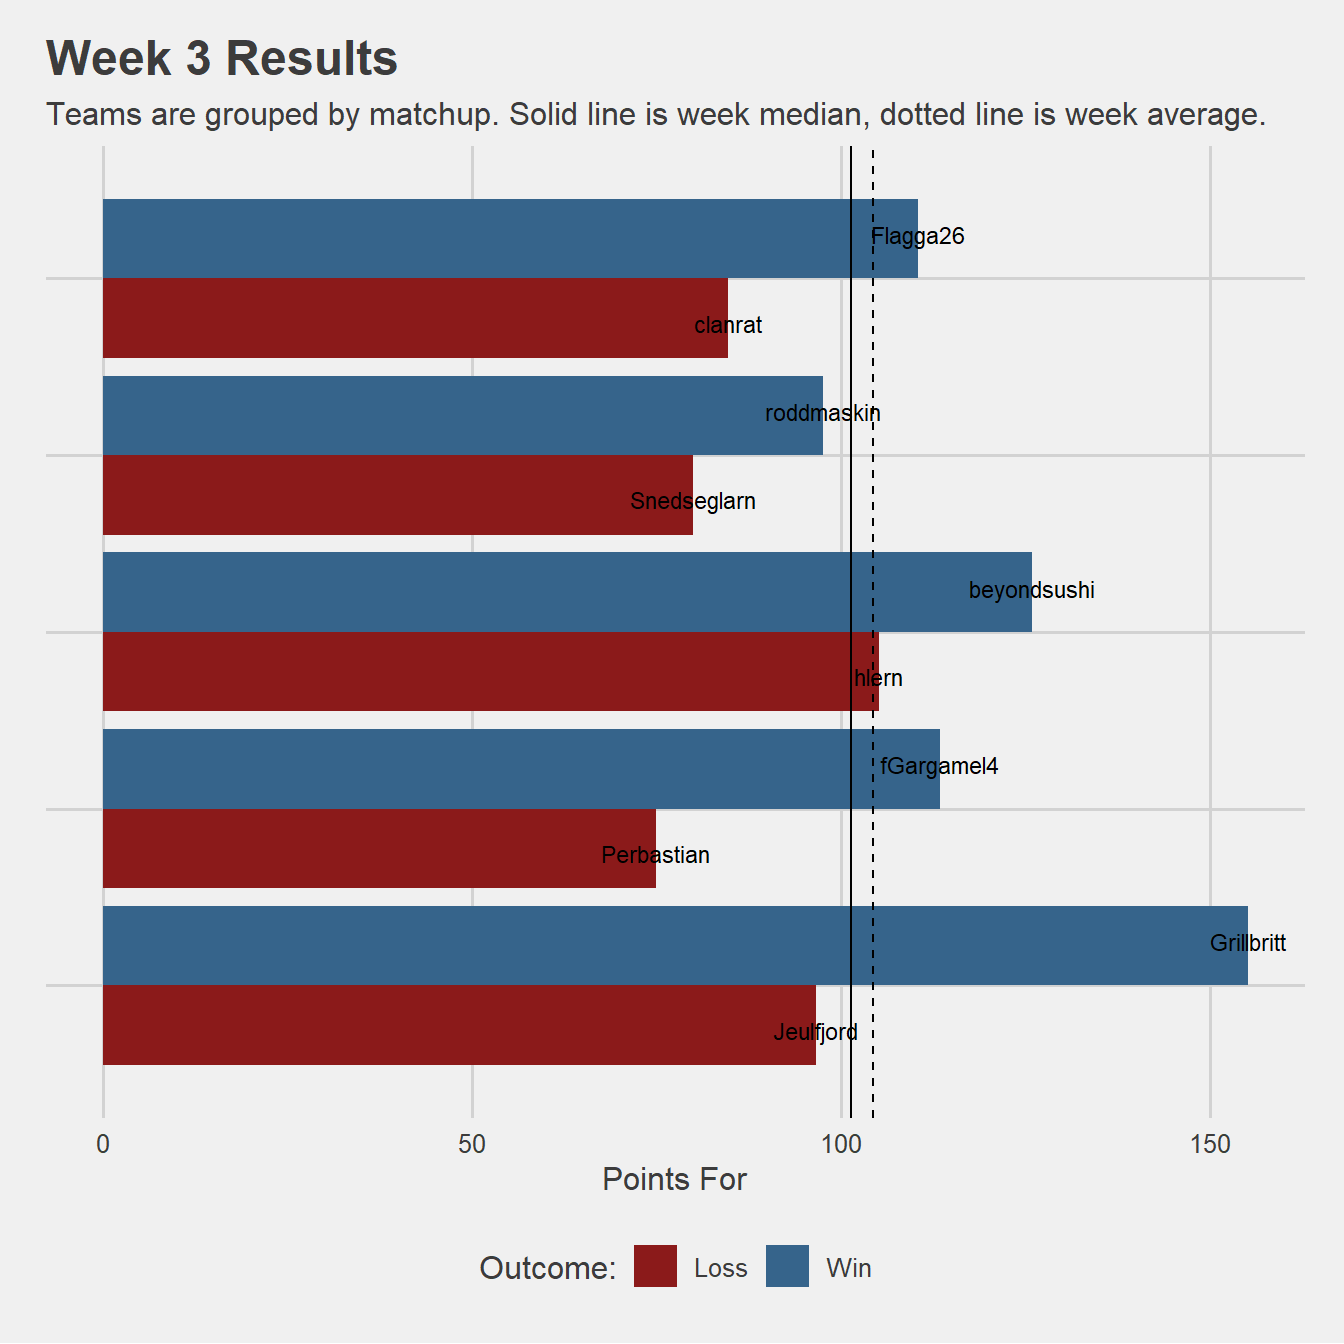 Week 3 Results
Teams are grouped by matchup. Solid line is week median, dotted line is week average.
Flagga26
clanrat
roddmaskin
Snedseglarn
beyondsushi
hlern
fGargamel4
Perbastian
Grillbritt
Jeulfjord
0 50 100 150
Points For
Outcome: Loss Win